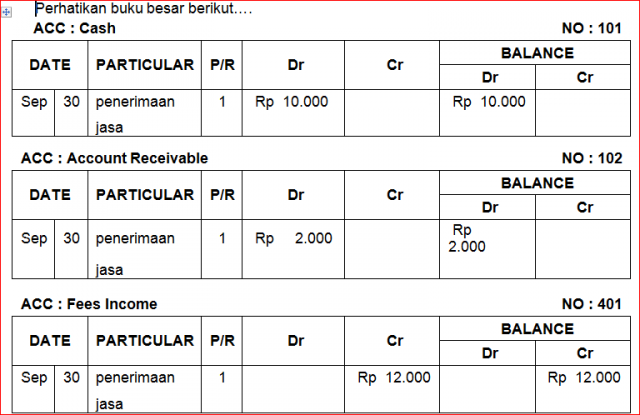 Perhatikan buku besar berikut....
ACC : Cash NO : 101
DATE PARTICULAR P/R Dr Cr BALANCE
Dr Cr
Sep 30 penerimaan 1 Rp 10.000 Rp 10.000
jasa
ACC : Account Receivable NO : 102
DATE PARTICULAR P/R Dr Cr BALANCE
Dr Cr
Sep 30 penerimaan 1 Rp 2.000 Rp
2.000
jasa
ACC : Fees Income NO : 401
DATE PARTICULAR P/R Dr Cr BALANCE
Dr Cr
Sep 30 penerimaan 1 Rp 12.000 Rp 12.000
jasa